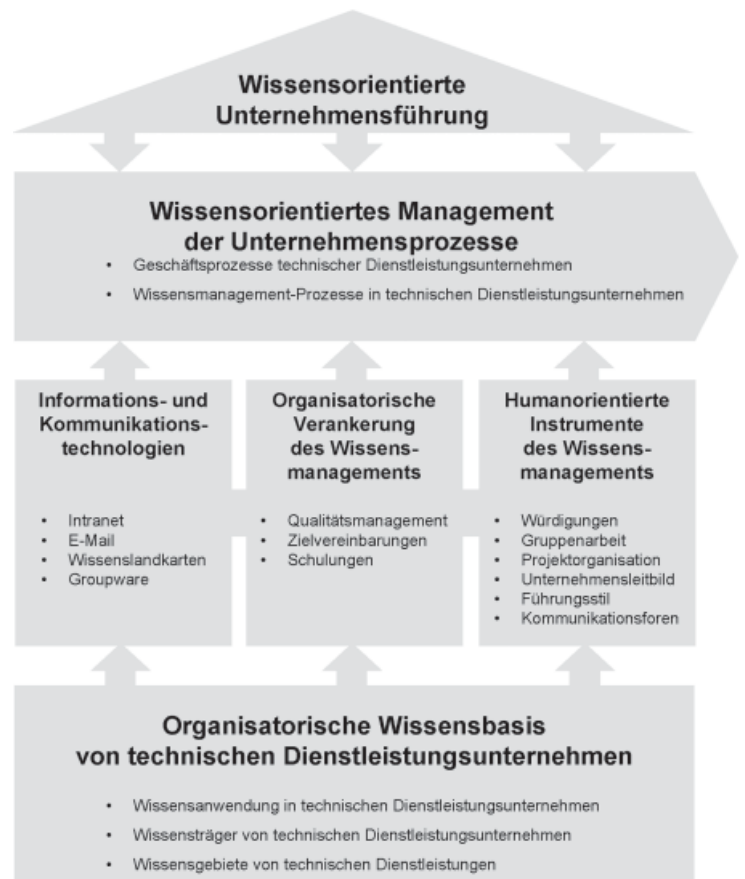 Wissensorientierte
Unternehmensführung
Wissensorientiertes Management
der Unternehmensprozesse
• Geschäftsprozesse technischer Dienstleistungsunternehmen
• Wissensmanagement-Prozesse in technischen Dienstleistungsunternehmen
Informations- und
Kommunikations-
technologien
• Intranet
• E-Mail
• Wissenslandkarten
• Groupware
Organisatorische
Verankerung
des Wissens-
managements
• Qualitätsmanagement
• Zielvereinbarungen
• Schulungen
Humanorientierte
Instrumente
des Wissens-
managements
• Würdigungen
• Gruppenarbeit
• Projektorganisation
• Unternehmensleitbild
• Führungsstil
• Kommunikationsforen
Organisatorische Wissensbasis
von technischen Dienstleistungsunternehmen
• Wissensanwendung in technischen Dienstleistungsunternehmen
• Wissensträger von technischen Dienstleistungsunternehmen
• Wissensgebiete von technischen Dienstleistungen